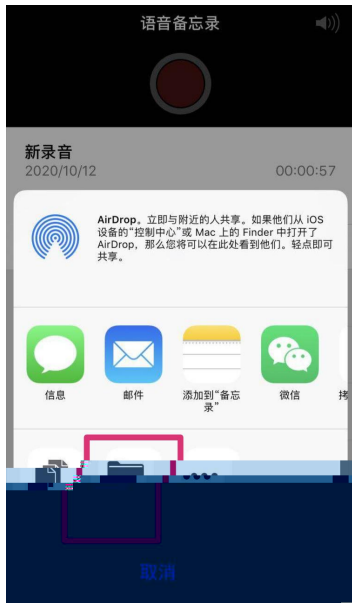 语音备忘录
新录音
2020/10/12
00:00:57
AirDrop。立即与附近的人共享。如果他们从 iOS
设备的“控制中心”或 Mac 上的 Finder 中打开了
AirDrop，那么您将可以在此处看到他们。轻点即可
共享。
信息
邮件
添加到“备忘
录”
微信
拷
取消